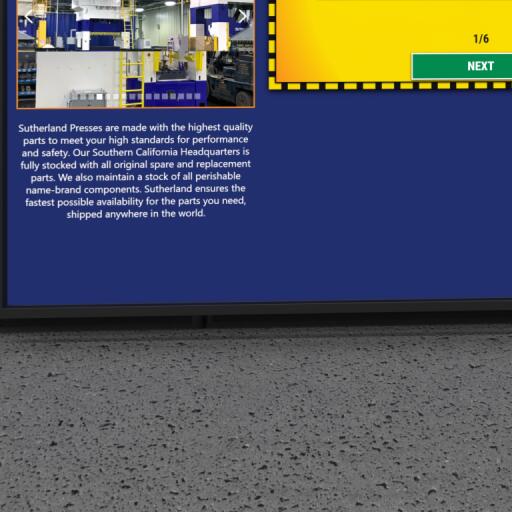 1/6
NEXT
Sutherland Presses are made with the highest quality
parts to meet your high standards for performance
and safety. Our Southern California Headquarters is
fully stocked with all original spare and replacement
parts. We also maintain a stock of all perishable
name-brand components. Sutherland ensures the
fastest possible availability for the parts you need,
shipped anywhere in the world.